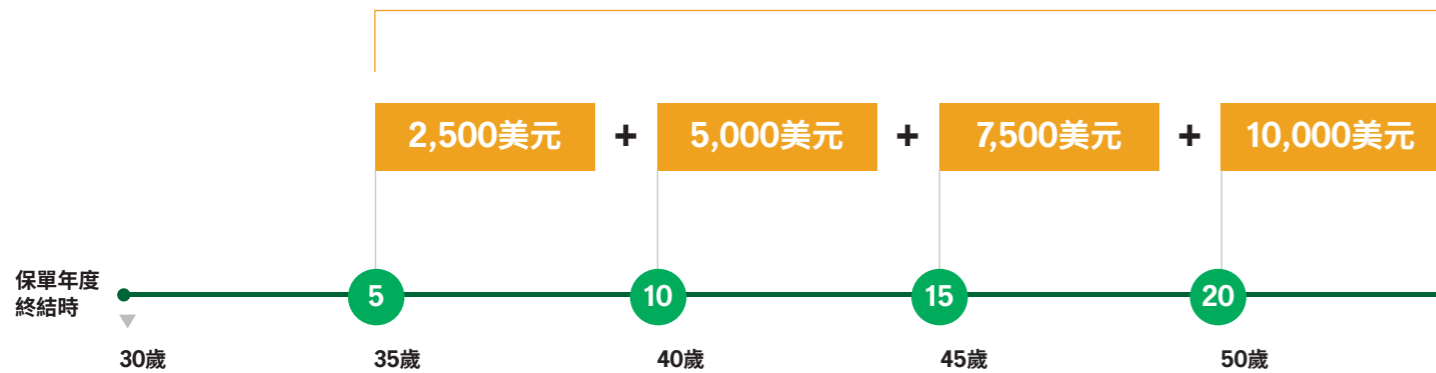 2,500美元 + 5,000美元 + 7,500美元 + 10,000美元
保單年度
終結時
5 10 15 20
30歲 35歲 40歲 45歲 50歲